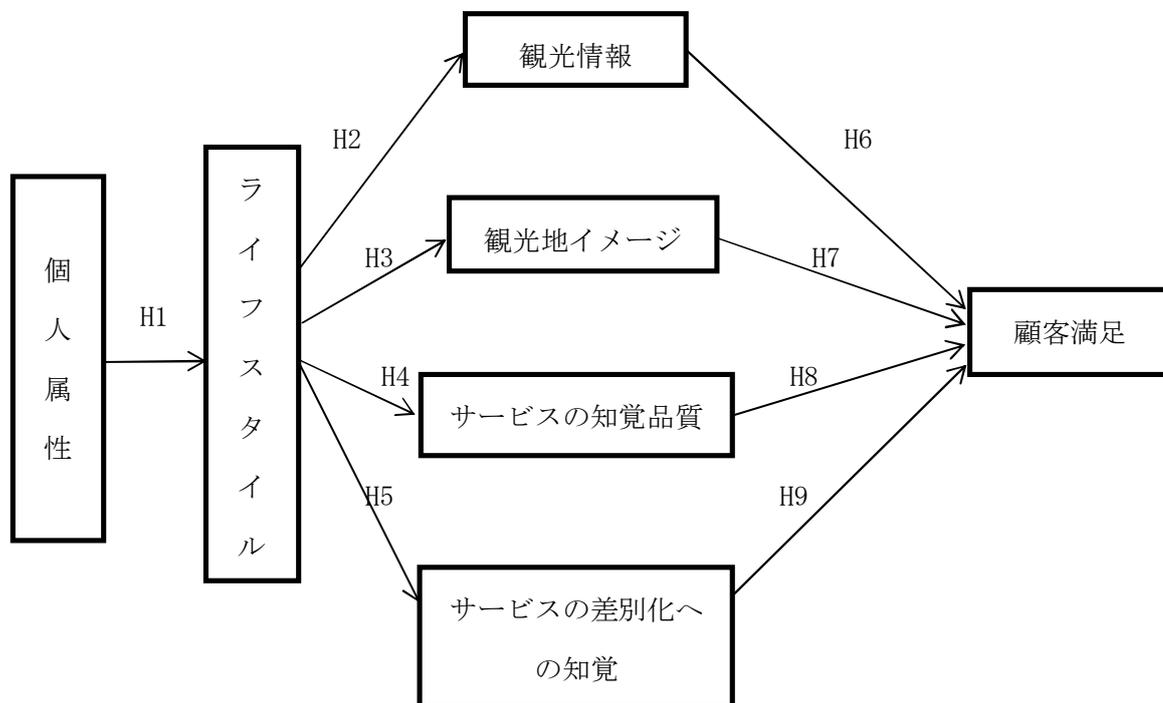 観光情報
H2
H6
ライフスタイル
観光地イメージ
H3
H7
個人属性
H1
顧客満足
H4
H8
サービスの知覚品質
H5
H9
サービスの差別化へ
の知覚